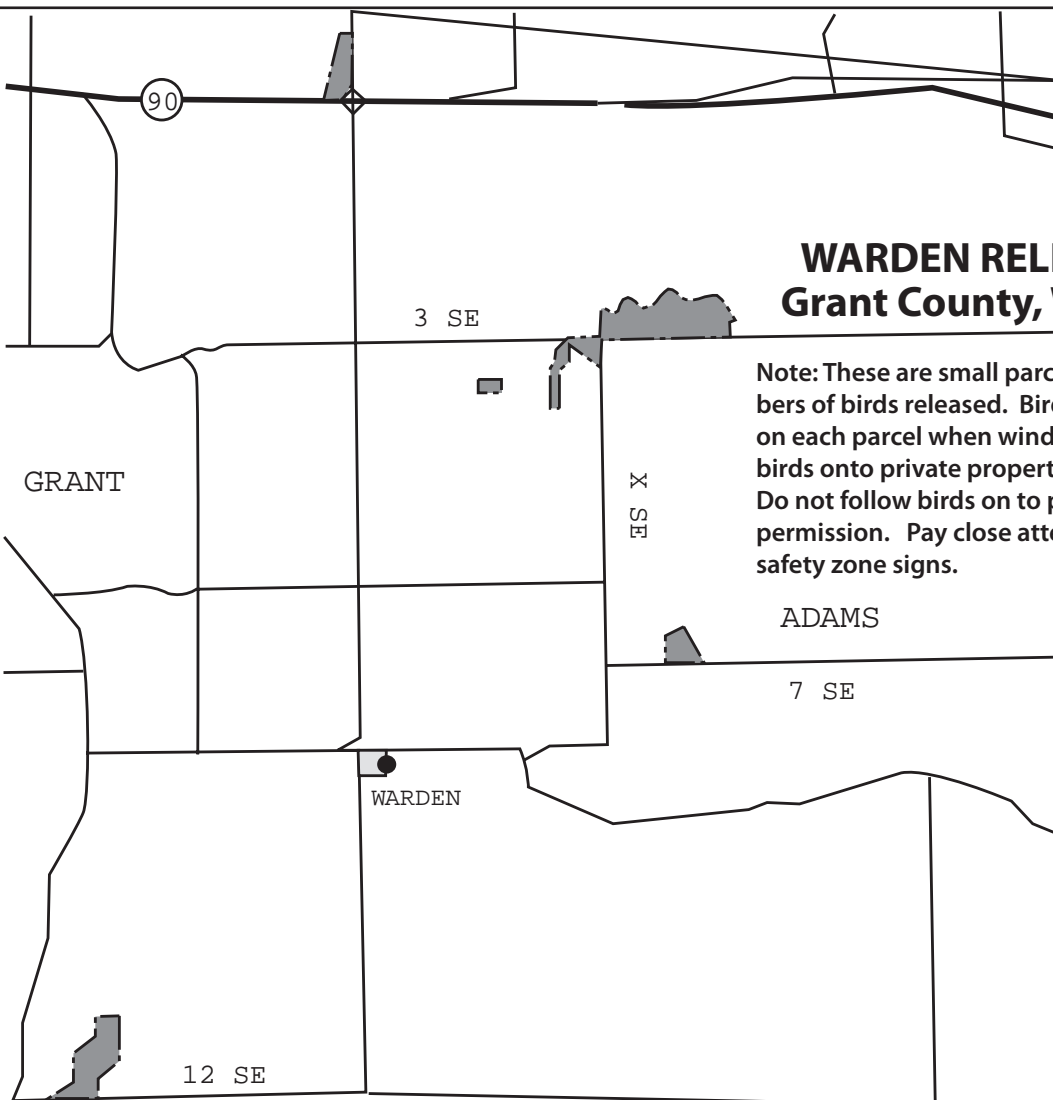 90
WARDEN REL
Grant County,
3 SE
Note: These are small parc
bers of birds released. Bir
on each parcel when wind
birds onto private propert
Do not follow birds on to p
permission. Pay close atte
safety zone signs.
GRANT
X SE
ADAMS
7 SE
WARDEN
12 SE